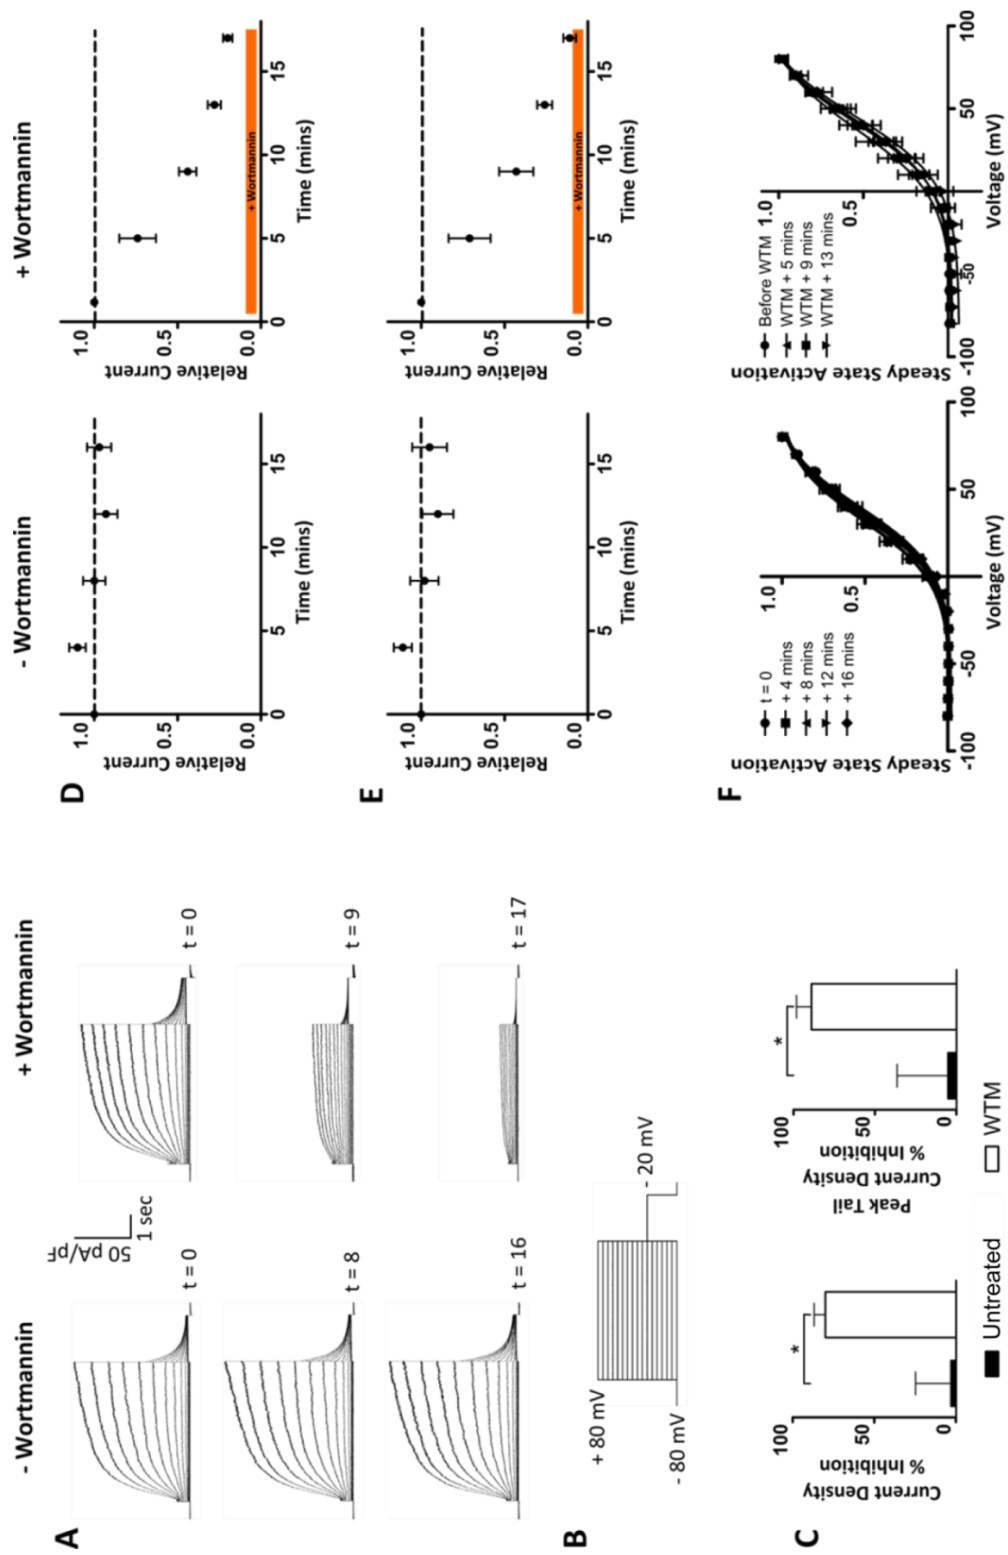 A
- Wortmannin
+ Wortmannin
50 pA/pF
1 sec
t = 0
t = 0
t = 8
t = 9
t = 16
t = 17
B
+ 80 mV
- 80 mV
- 20 mV
C
Current Density
% Inhibition
100
50
0
*
Peak Tail
Current Density
% Inhibition
100
50
0
*
Untreated
WTM
- Wortmannin
+ Wortmannin
D
Relative Current
1.0
0.5
0.0
0
5
10
15
Time (mins)
Relative Current
1.0
0.5
0.0
+ Wortmannin
0
5
10
15
Time (mins)
E
Relative Current
1.0
0.5
0.0
0
5
10
15
Time (mins)
Relative Current
1.0
0.5
0.0
+ Wortmannin
0
5
10
15
Time (mins)
F
Steady State Activation
t = 0
+ 4 mins
+ 8 mins
+ 12 mins
+ 16 mins
1.0
0.5
-100
-50
50
100
Voltage (mV)
Steady State Activation
Before WTM
WTM + 5 mins
WTM + 9 mins
WTM + 13 mins
1.0
0.5
-100
-50
50
100
Voltage (mV)